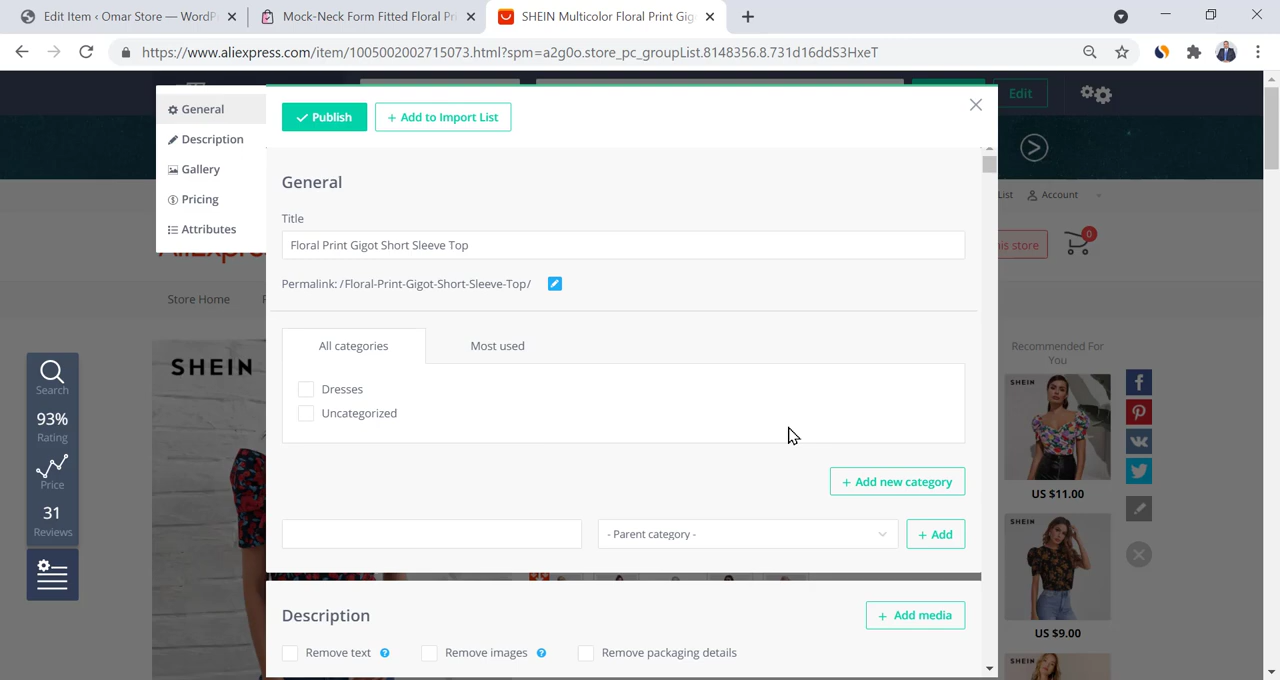 Edit Item ‹ Omar Store — WordP
Mock-Neck Form Fitted Floral Pri
SHEIN Multicolor Floral Print Gig
https://www.aliexpress.com/item/1005002002715073.html?spm=a2g0o.store_pc_groupList.8148356.8.731d16ddS3HxeT
General
Description
Gallery
Pricing
Attributes
Publish
+ Add to Import List
Edit
General
Title
Floral Print Gigot Short Sleeve Top
Permalink: /Floral-Print-Gigot-Short-Sleeve-Top/
List
Account
his store
0
Store Home
All categories
Most used
Dresses
Uncategorized
+ Add new category
- Parent category -
+ Add
Description
+ Add media
Remove text
Remove images
Remove packaging details
Search
93%
Rating
Price
31
Reviews
SHEIN
Recommended For
You
SHEIN
US $11.00
SHEIN
US $9.00
SHEIN